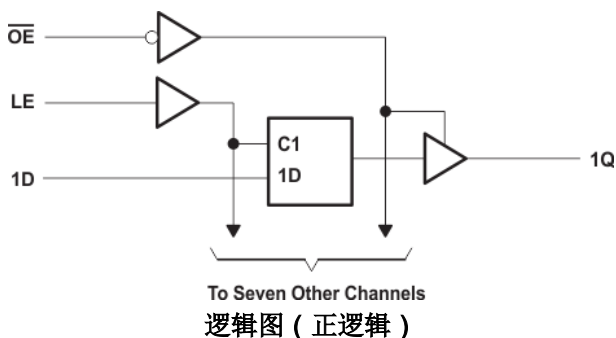 OE
LE
C1
1D
1D
1Q
To Seven Other Channels
逻辑图（正逻辑）